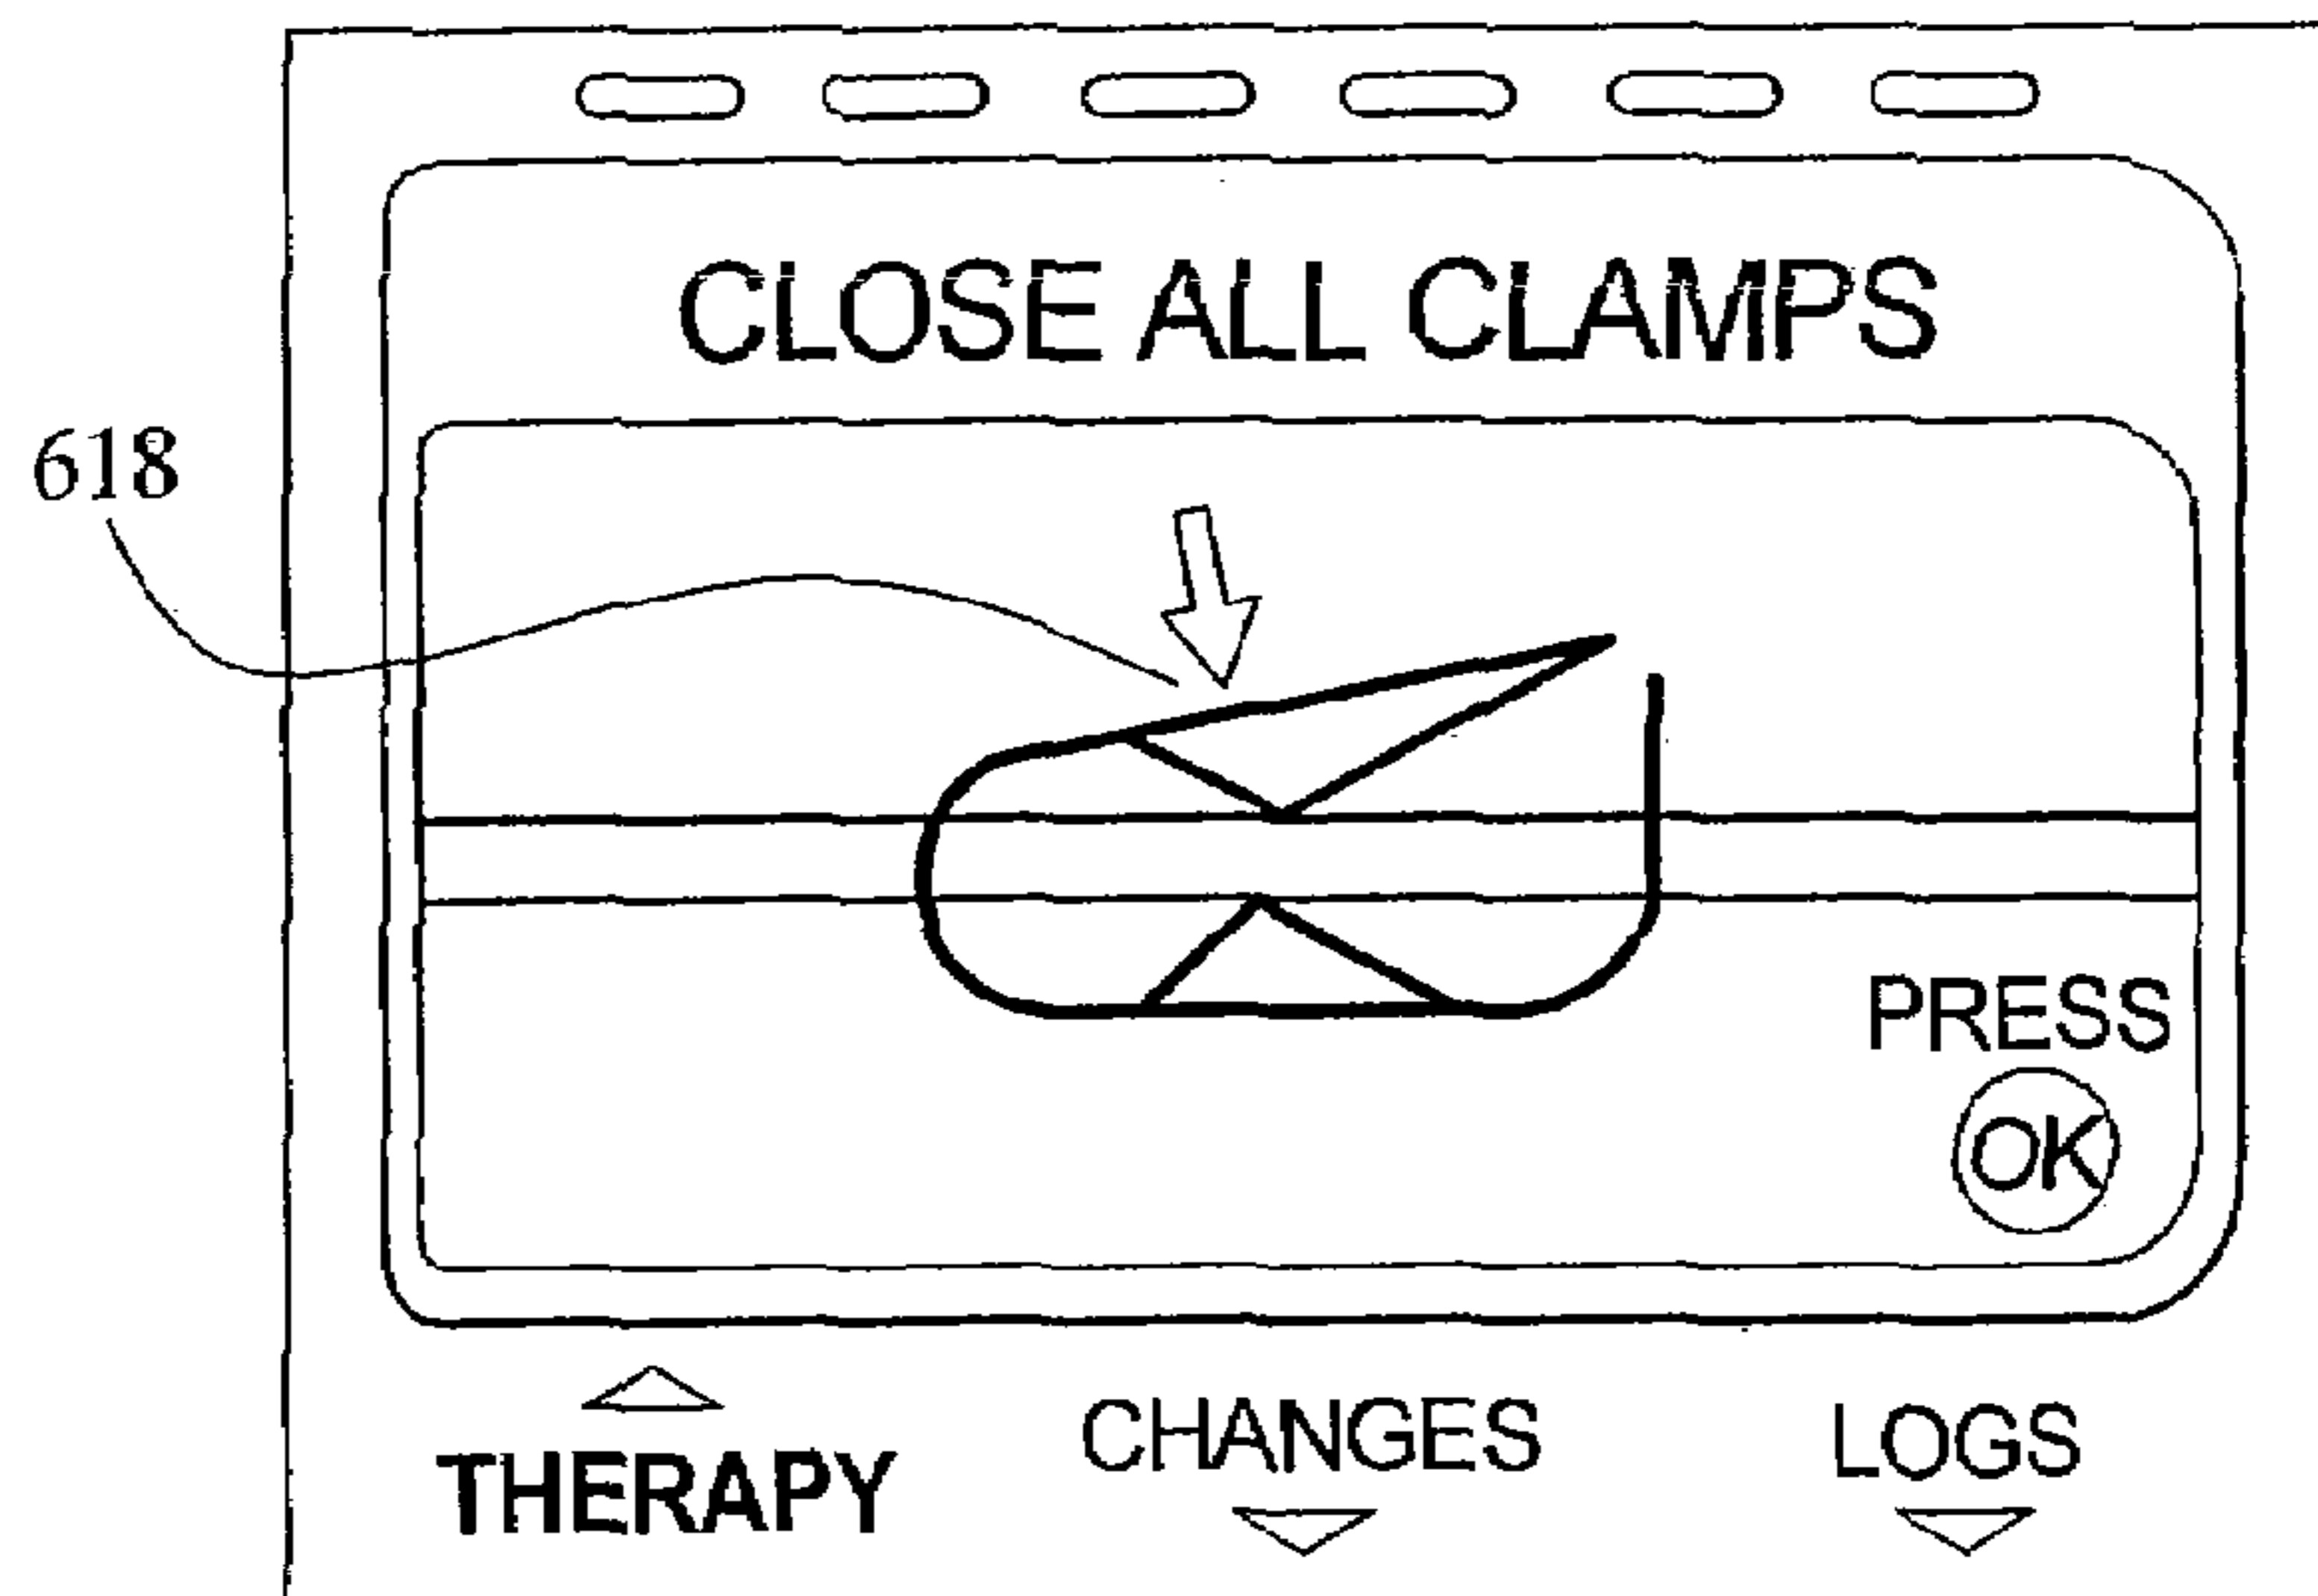 CLOSE ALL CLAMPS
618
PRESS
OK
THERAPY CHANGES LOGS